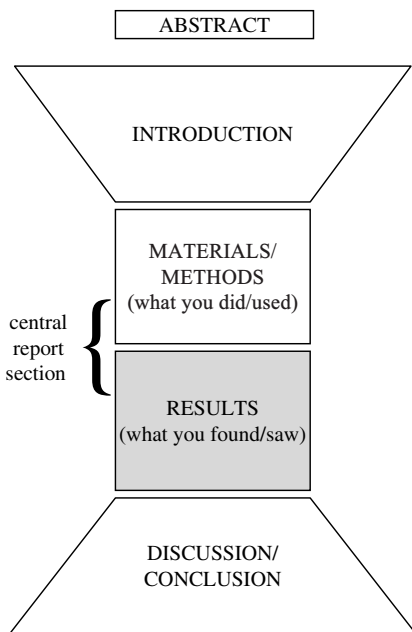 ABSTRACT
INTRODUCTION
MATERIALS/
METHODS
(what you did/used)
central
report
section
RESULTS
(what you found/saw)
DISCUSSION/
CONCLUSION